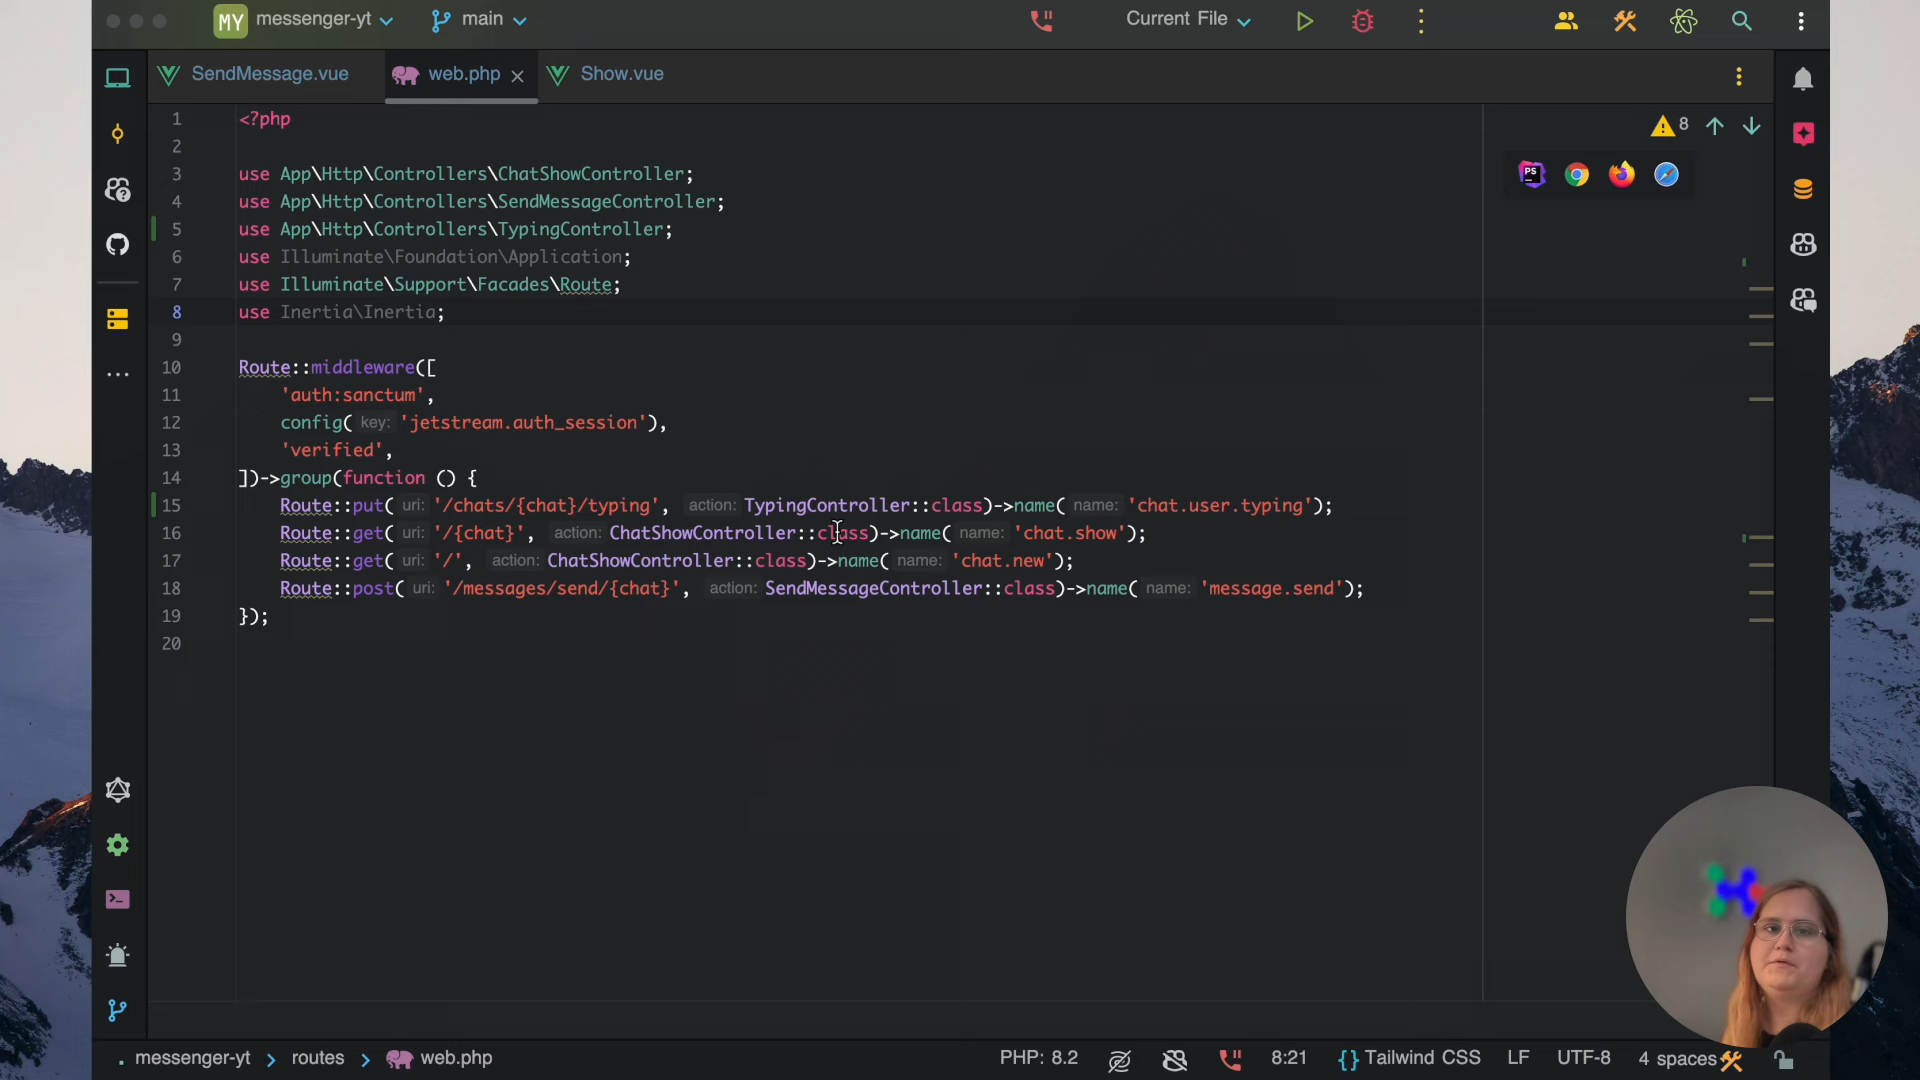 MY messenger-yt main Current File
SendMessage.vue web.php Show.vue
1 <?php 8
2
3 use App\Http\Controllers\ChatShowController; PS
4 use App\Http\Controllers\SendMessageController;
5 use App\Http\Controllers\TypingController;
6 use Illuminate\Foundation\Application;
7 use Illuminate\Support\Facades\Route;
8 use Inertia\Inertia;
9
10 Route::middleware([
11 'auth:sanctum',
12 config( key: 'jetstream.auth_session'),
13 'verified',
14 ])->group(function () {
15 Route::put( uri: '/chats/{chat}/typing', action: TypingController::class)->name( name: 'chat.user.typing');
16 Route::get( uri: '/{chat}', action: ChatShowController::class)->name( name: 'chat.show');
17 Route::get( uri: '/', action: ChatShowController::class)->name( name: 'chat.new');
18 Route::post( uri: '/messages/send/{chat}', action: SendMessageController::class)->name( name: 'message.send');
19 });
20
messenger-yt > routes > web.php PHP: 8.2 8:21 {} Tailwind CSS LF UTF-8 4 spaces